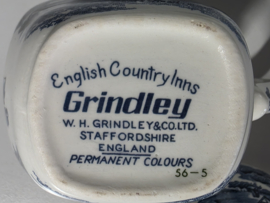 English Country Inns
Grindley
W. H. GRINDLEY & CO. LTD.
STAFFORDSHIRE
ENGLAND
PERMANENT COLOURS
56-5